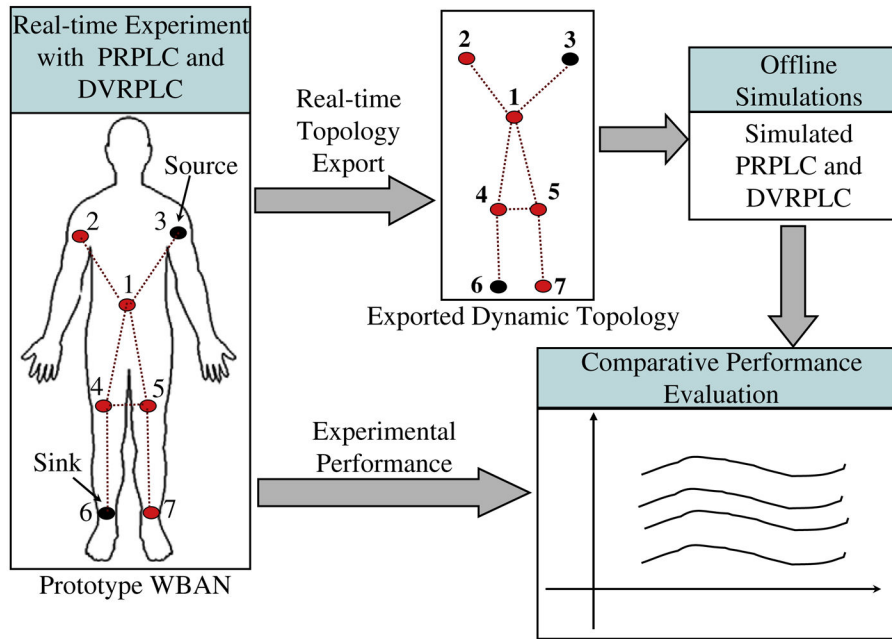 Real-time Experiment
with PRPLC and
DVRPLC
Source
2
3
1
4
5
Sink
6
7
Prototype WBAN
Real-time
Topology
Export
2
3
1
4
5
6
7
Exported Dynamic Topology
Offline
Simulations
Simulated
PRPLC and
DVRPLC
Experimental
Performance
Comparative Performance
Evaluation